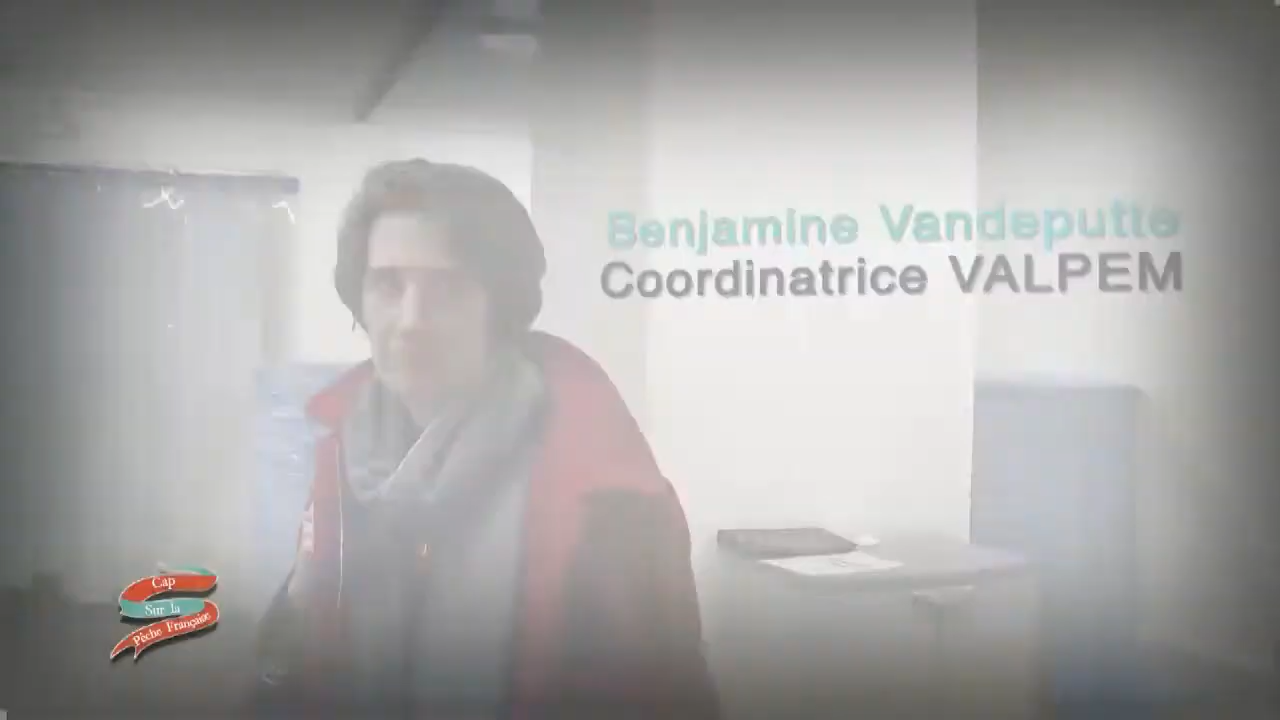 Benjamine Vandeputte
Coordinatrice VALPEM
Cap
Sur la
Pêche Française